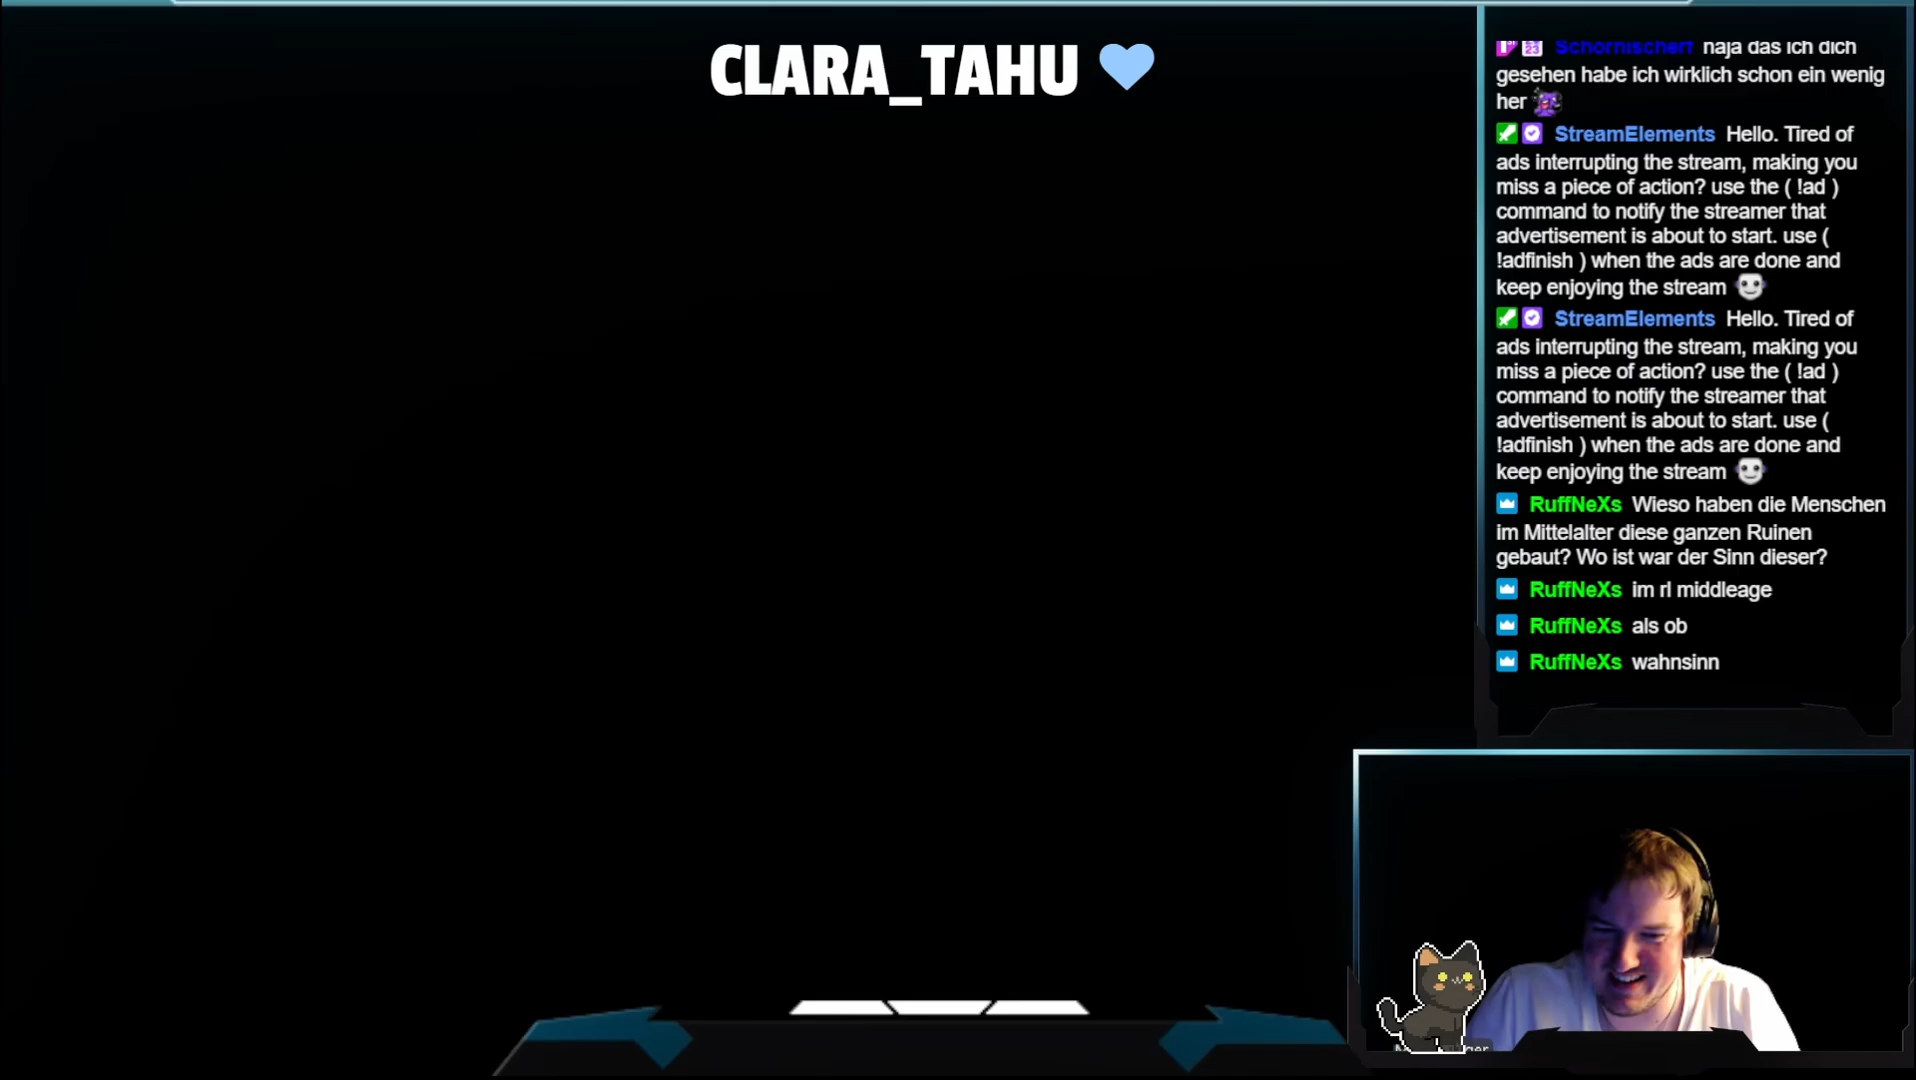 CLARA_TAHU
Schornischerf naja das ich dich
gesehen habe ich wirklich schon ein wenig
her
StreamElements Hello. Tired of
ads interrupting the stream, making you
miss a piece of action? use the ( !ad )
command to notify the streamer that
advertisement is about to start. use (
!adfinish ) when the ads are done and
keep enjoying the stream
StreamElements Hello. Tired of
ads interrupting the stream, making you
miss a piece of action? use the ( !ad )
command to notify the streamer that
advertisement is about to start. use (
!adfinish ) when the ads are done and
keep enjoying the stream
RuffNeXs Wieso haben die Menschen
im Mittelalter diese ganzen Ruinen
gebaut? Wo ist war der Sinn dieser?
RuffNeXs im rl middleage
RuffNeXs als ob
RuffNeXs wahnsinn